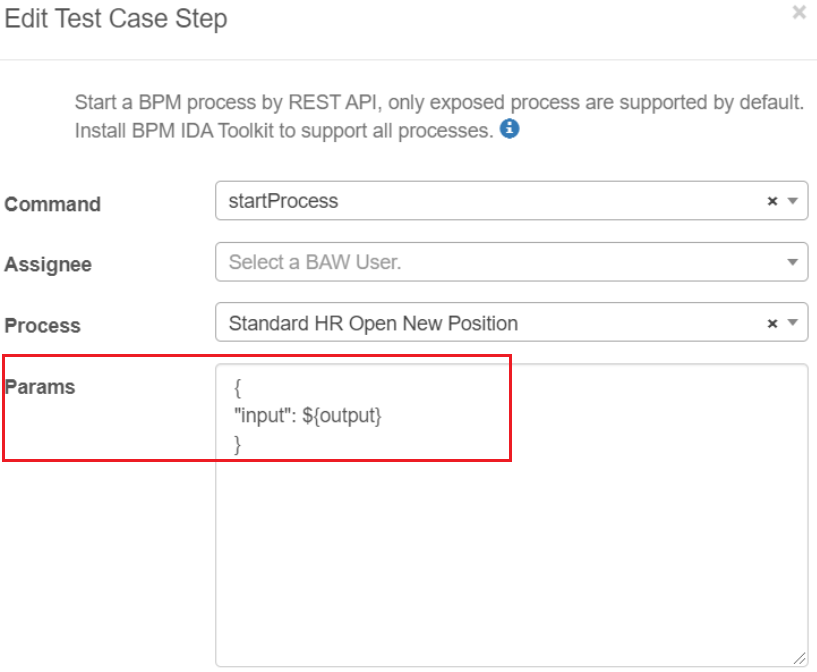 Edit Test Case Step
Start a BPM process by REST API, only exposed process are supported by default.
Install BPM IDA Toolkit to support all processes.
Command
startProcess
Assignee
Select a BAW User.
Process
Standard HR Open New Position
Params
{
"input": ${output}
}